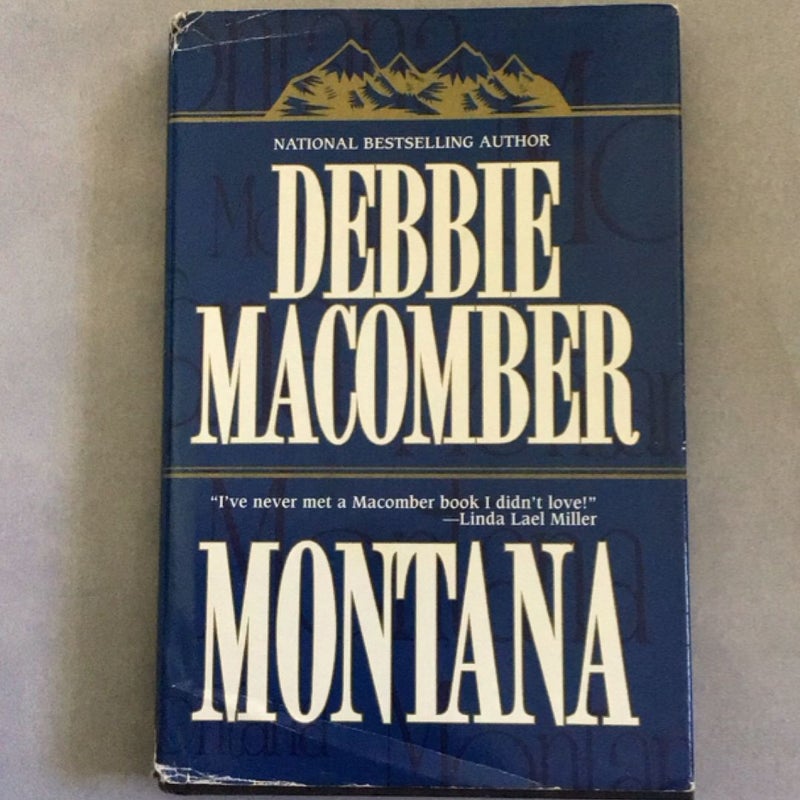 NATIONAL BESTSELLING AUTHOR
DEBBIE
MACOMBER
“I've never met a Macomber book I didn't love!”
—Linda Lael Miller
MONTANA